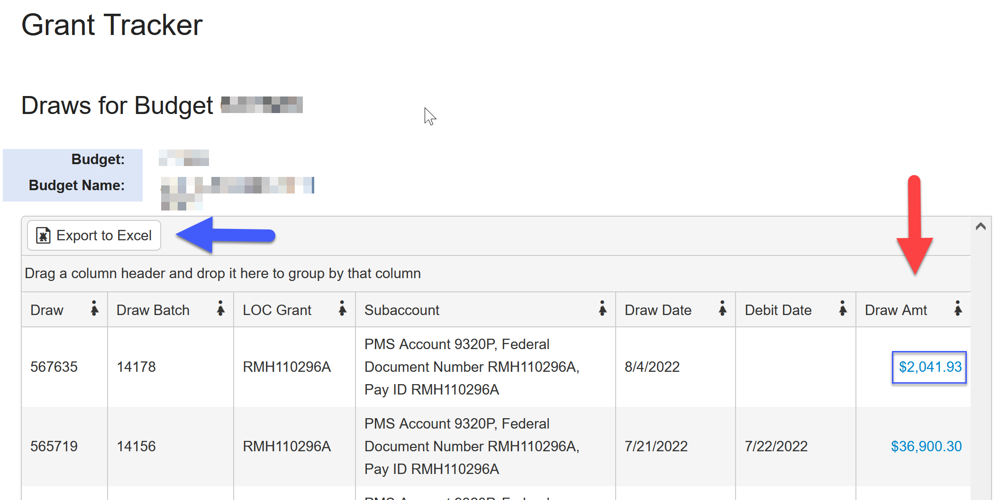 Grant Tracker
Draws for Budget
Budget:
Budget Name:
Export to Excel
Drag a column header and drop it here to group by that column
Draw Draw Batch LOC Grant Subaccount Draw Date Debit Date Draw Amt
PMS Account 9320P, Federal
567635 14178 RMH110296A Document Number RMH110296A, 8/4/2022 $2,041.93
Pay ID RMH110296A
PMS Account 9320P, Federal
565719 14156 RMH110296A Document Number RMH110296A, 7/21/2022 7/22/2022 $36,900.30
Pay ID RMH110296A